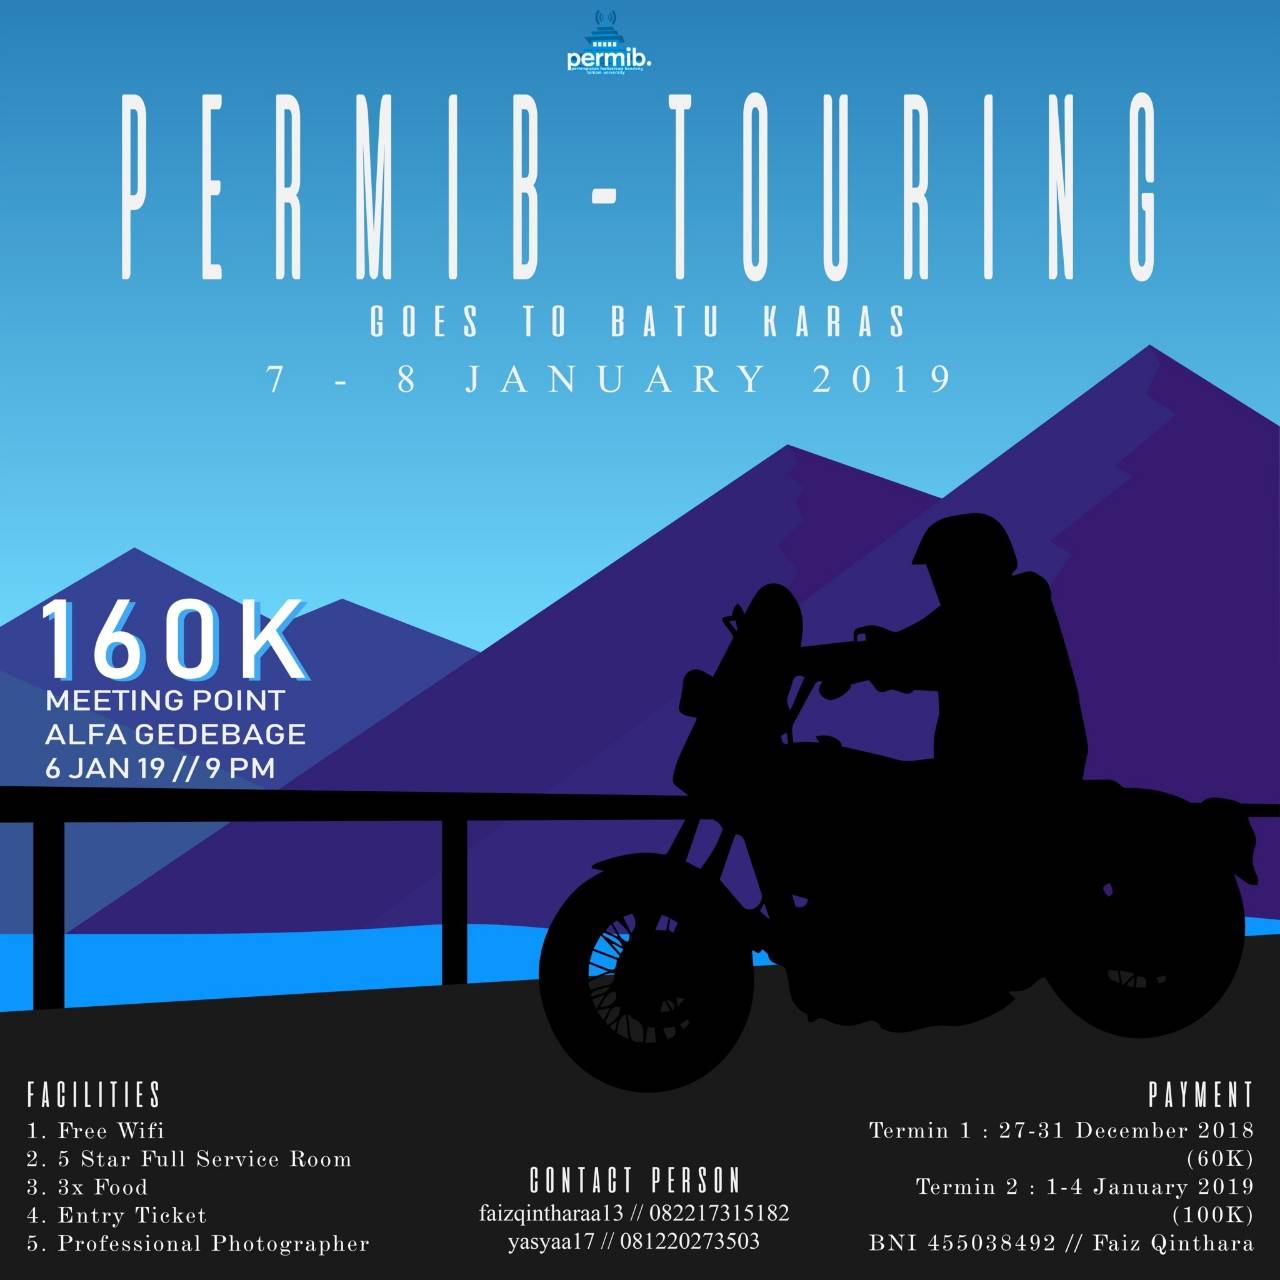 permib.
PERMIB-TOURING
GOES TO BATU KARAS
7 - 8 JANUARY 2019
160K
MEETING POINT
ALFA GEDEBAGE
6 JAN 19 // 9 PM
FACILITIES
1. Free Wifi
2. 5 Star Full Service Room
3. 3x Food
4. Entry Ticket
5. Professional Photographer
CONTACT PERSON
faizqintharaa13 // 082217315182
yasyaa17 // 081220273503
PAYMENT
Termin 1 : 27-31 December 2018
(60K)
Termin 2 : 1-4 January 2019
(100K)
BNI 455038492 // Faiz Qinthara